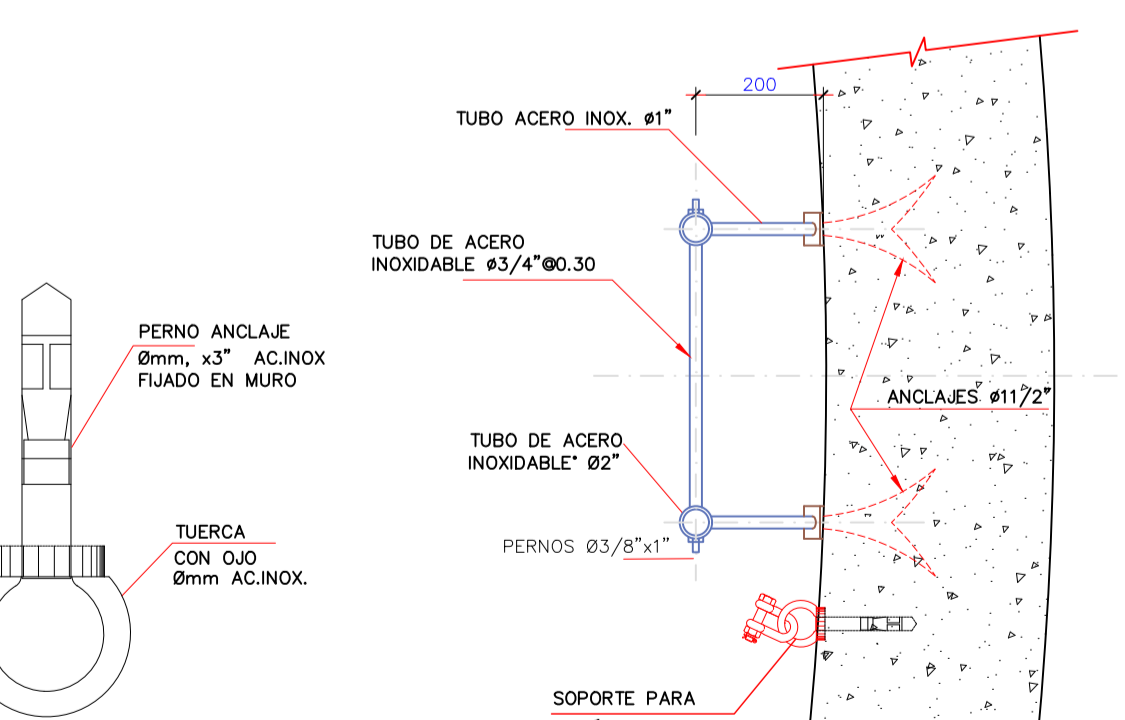 200
TUBO ACERO INOX. ø1"
TUBO DE ACERO
INOXIDABLE ø3/4"@0.30
PERNO ANCLAJE
Ømm, x3" AC.INOX
FIJADO EN MURO
ANCLAJES ø11/2"
TUBO DE ACERO
INOXIDABLE" Ø2"
TUERCA
CON OJO
Ømm AC.INOX.
PERNOS Ø3/8"x1"
SOPORTE PARA